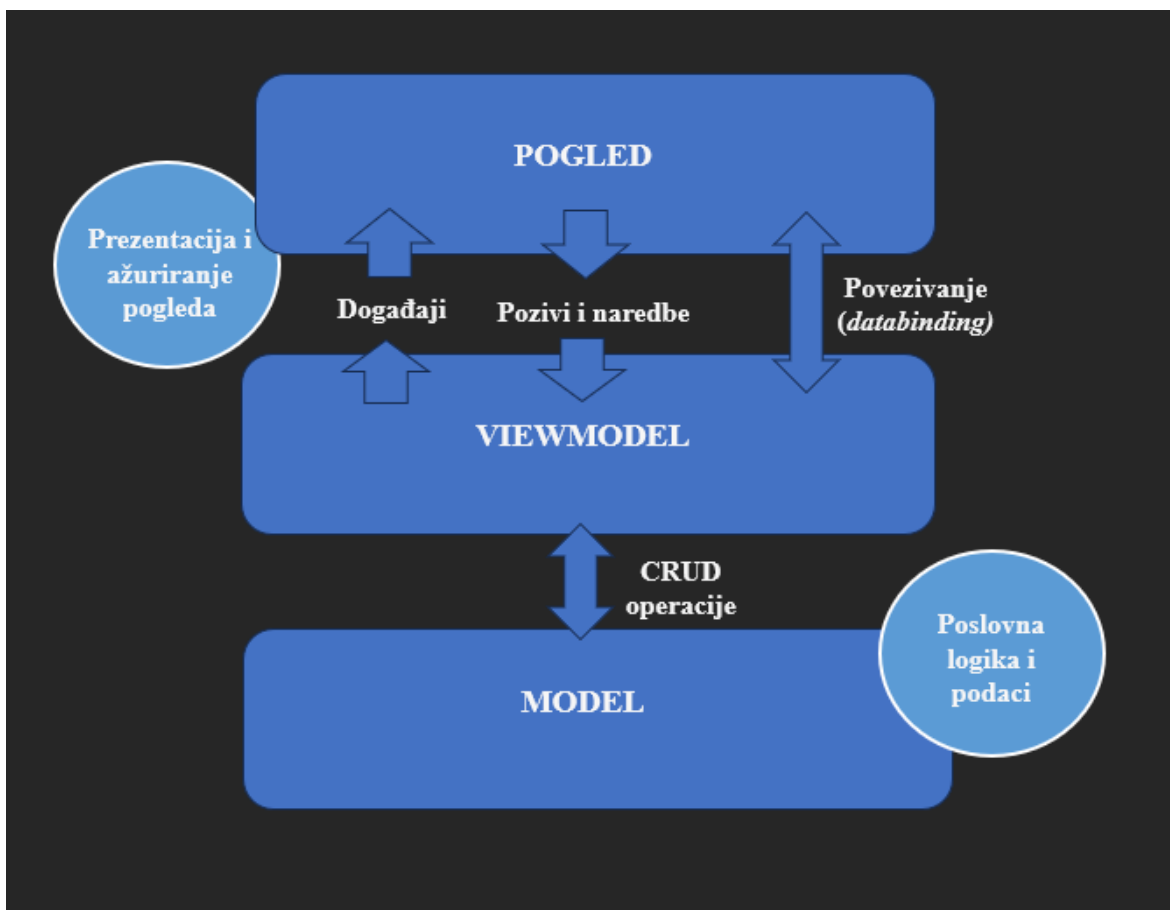 POGLED
Prezentacija i
ažuriranje
pogleda
Događaji
Pozivi i naredbe
Povezivanje
(databinding)
VIEWMODEL
CRUD
operacije
Poslovna
logika i
podaci
MODEL